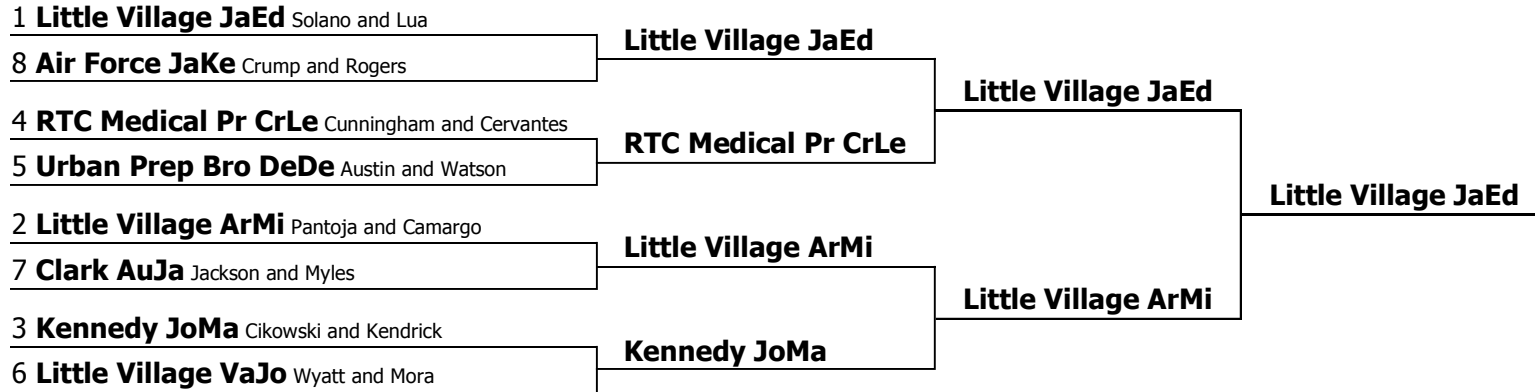 1 Little Village JaEd Solano and Lua
8 Air Force JaKe Crump and Rogers
4 RTC Medical Pr CrLe Cunningham and Cervantes
5 Urban Prep Bro DeDe Austin and Watson
2 Little Village ArMi Pantoja and Camargo
7 Clark AuJa Jackson and Myles
3 Kennedy JoMa Cikowski and Kendrick
6 Little Village VaJo Wyatt and Mora
Little Village JaEd
RTC Medical Pr CrLe
Little Village ArMi
Kennedy JoMa
Little Village JaEd
Little Village ArMi
Little Village JaEd